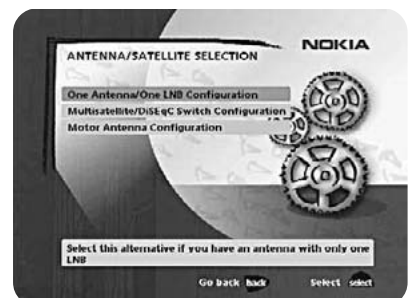 NOKIA
ANTENNA/SATELLITE SELECTION
One Antenna/One LNB Configuration
Multisatellite/DiSEqC Switch Configuration
Motor Antenna Configuration
Select this alternative if you have an antenna with only one
LNB
Go back back Select select